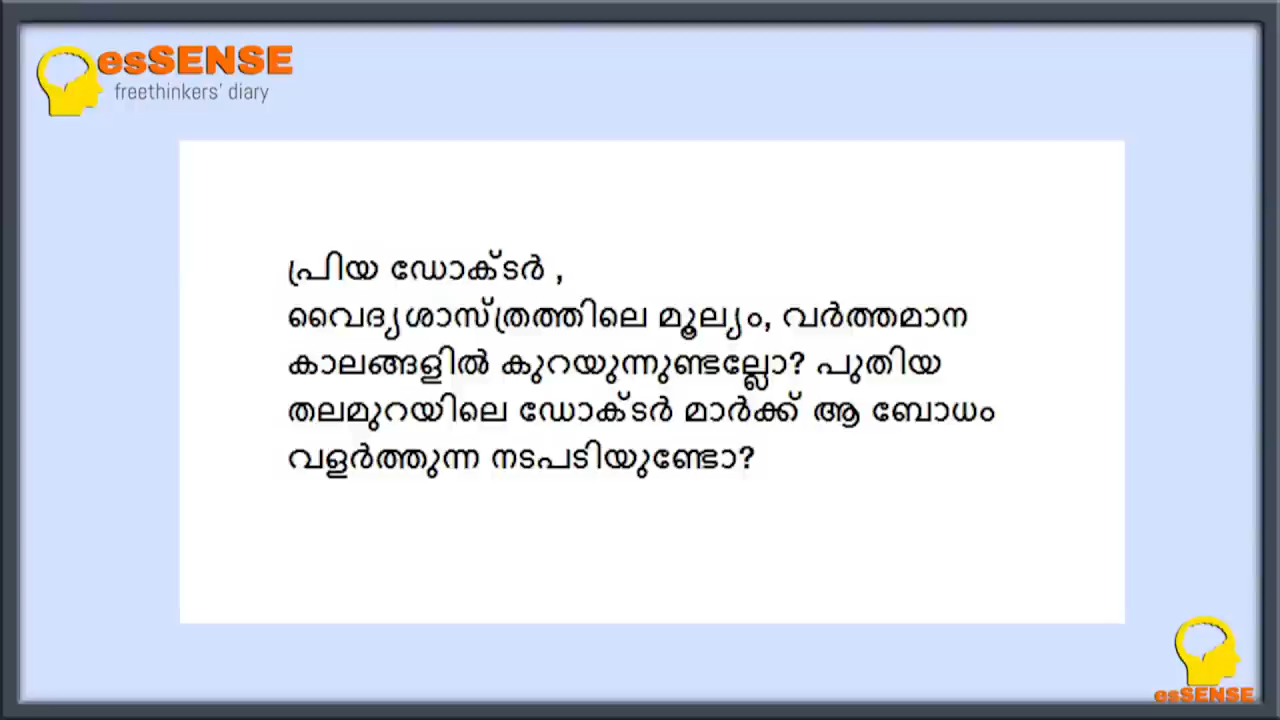 esSENSE
freethinkers' diary
പ്രിയ ഡോക്ടർ ,
വൈദ്യശാസ്ത്രത്തിലെ മൂല്യം, വർത്തമാന
കാലങ്ങളിൽ കുറയുന്നുണ്ടല്ലോ? പുതിയ
തലമുറയിലെ ഡോക്ടർ മാർക്ക് ആ ബോധം
വളർത്തുന്ന നടപടിയുണ്ടോ?
esSENSE